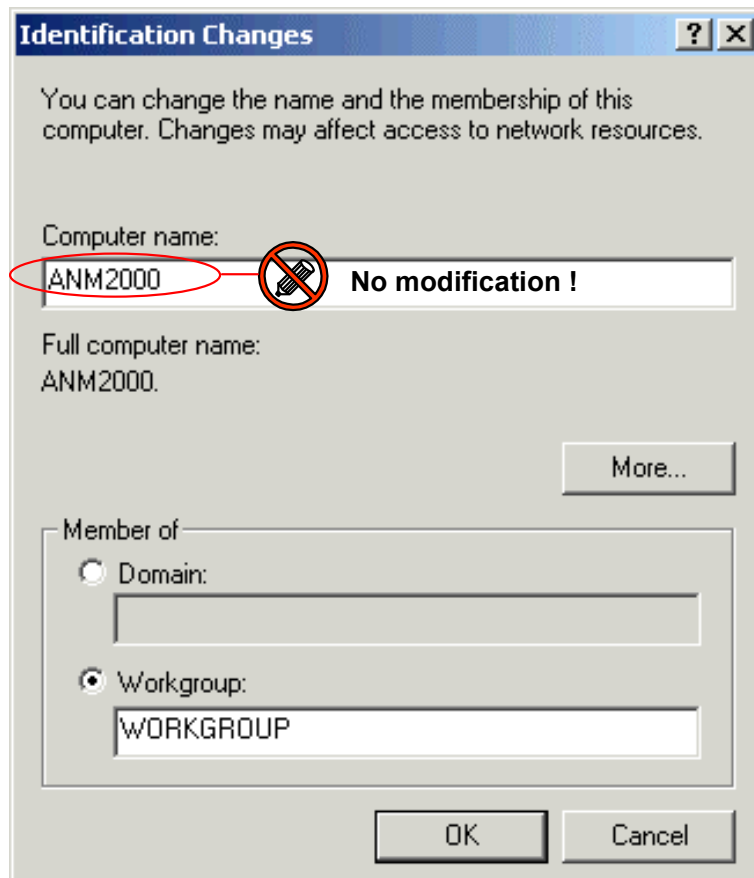 Identification Changes
You can change the name and the membership of this
computer. Changes may affect access to network resources.
Computer name:
ANM2000 No modification !
Full computer name:
ANM2000.
More...
Member of
Domain:
Workgroup:
WORKGROUP
OK Cancel